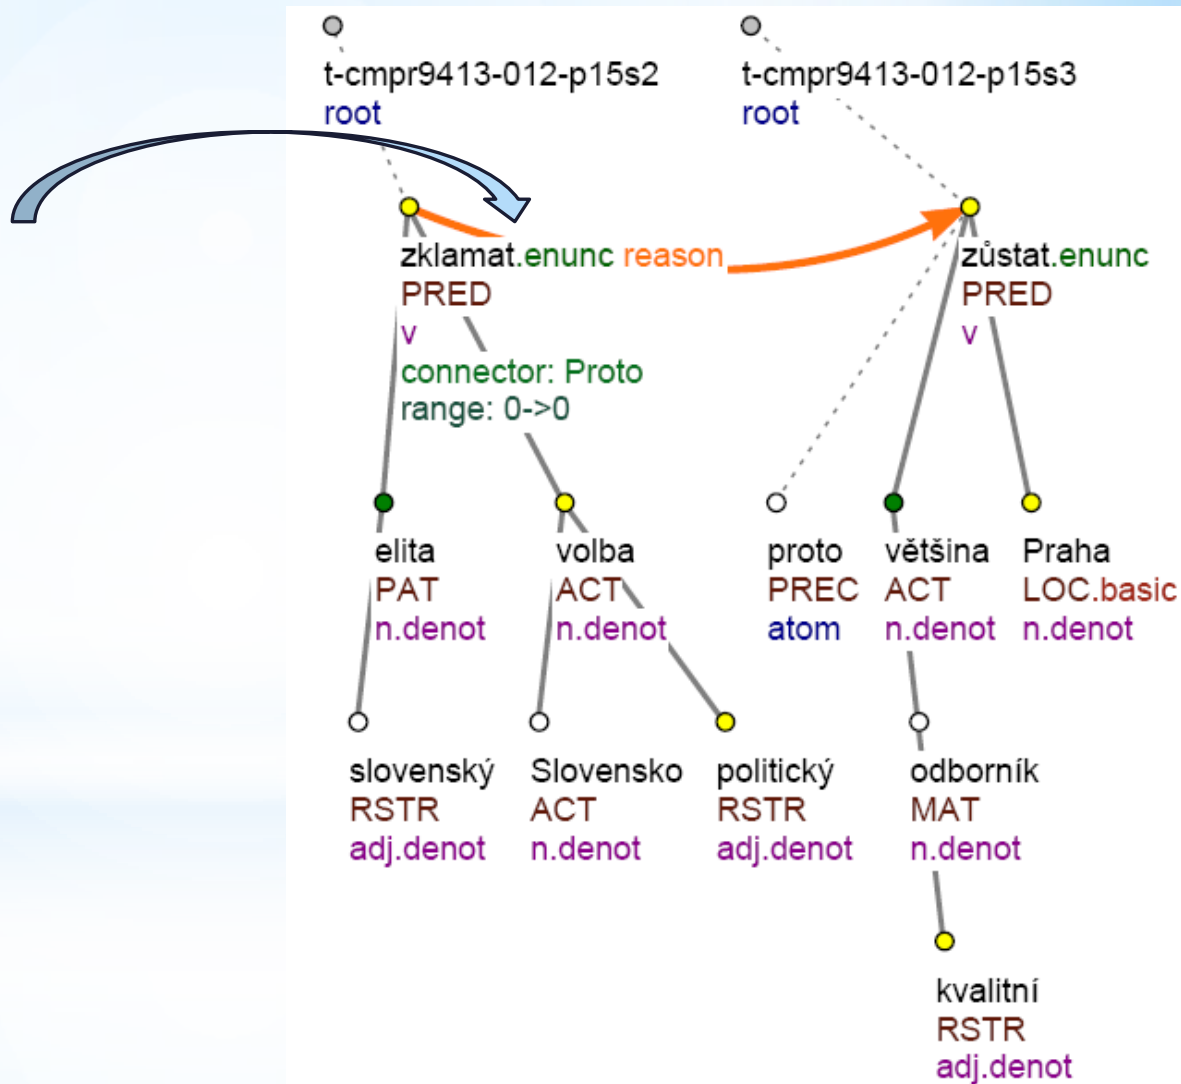 t-cmpr9413-012-p15s2
root
t-cmpr9413-012-p15s3
root
zklamat.enunc reason
PRED
v
connector: Proto
range: 0->0
zůstat.enunc
PRED
v
elita
PAT
n.denot
volba
ACT
n.denot
proto
PREC
atom
většina
ACT
n.denot
Praha
LOC.basic
n.denot
slovenský
RSTR
adj.denot
Slovensko
ACT
n.denot
politický
RSTR
adj.denot
odborník
MAT
n.denot
kvalitní
RSTR
adj.denot